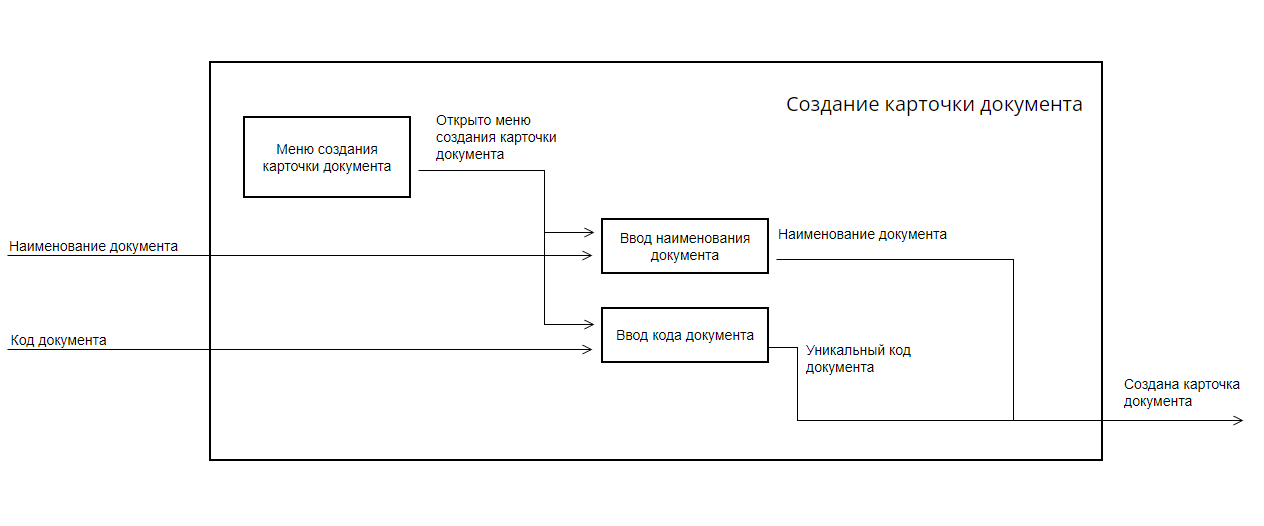 Создание карточки документа
Открыто меню
создания карточки
документа
Меню создания
карточки документа
Наименование документа
Ввод наименования
документа
Наименование документа
Код документа
Ввод кода документа
Уникальный код
документа
Создана карточка
документа